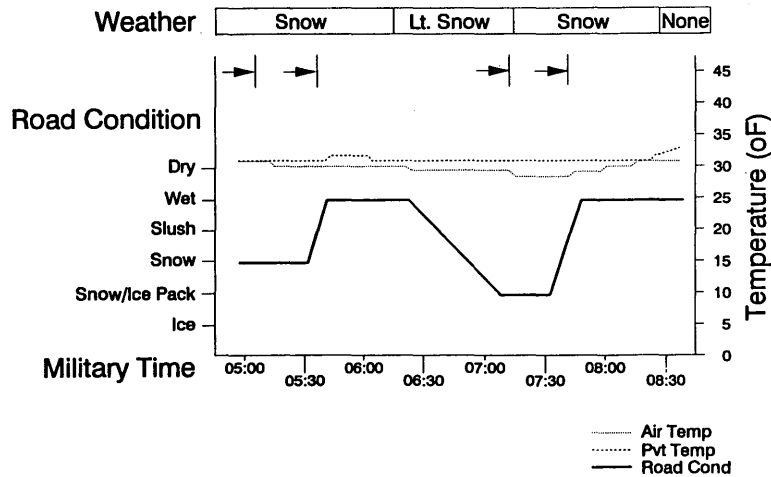 Weather Snow Lt. Snow Snow None
Road Condition
Dry
Wet
Slush
Snow
Snow/Ice Pack
Ice
45
40
35
30
25
20
15
10
5
0
Temperature (oF)
Military Time
05:00 05:30 06:00 06:30 07:00 07:30 08:00 08:30
Air Temp
Pvt Temp
Road Cond